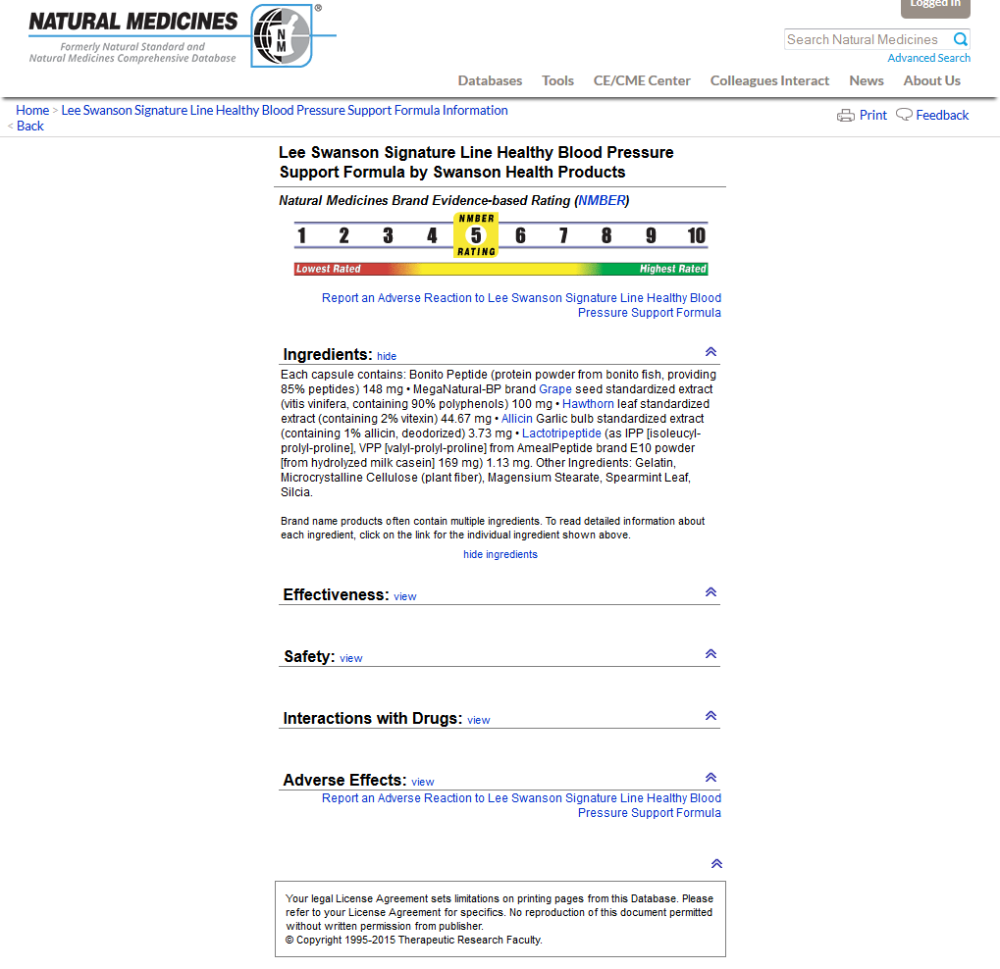 Logged in
NATURAL MEDICINES
NM
®
Formerly Natural Standard and
Natural Medicines Comprehensive Database
Search Natural Medicines
Advanced Search
Databases Tools CE/CME Center Colleagues Interact News About Us
Home > Lee Swanson Signature Line Healthy Blood Pressure Support Formula Information
< Back
Print Feedback
Lee Swanson Signature Line Healthy Blood Pressure
Support Formula by Swanson Health Products
Natural Medicines Brand Evidence-based Rating (NMBER)
NMBER
1 2 3 4 5 6 7 8 9 10
RATING
Lowest Rated Highest Rated
Report an Adverse Reaction to Lee Swanson Signature Line Healthy Blood
Pressure Support Formula
Ingredients: hide
Each capsule contains: Bonito Peptide (protein powder from bonito fish, providing
85% peptides) 148 mg • MegaNatural-BP brand Grape seed standardized extract
(vitis vinifera, containing 90% polyphenols) 100 mg • Hawthorn leaf standardized
extract (containing 2% vitexin) 44.67 mg • Allicin Garlic bulb standardized extract
(containing 1% allicin, deodorized) 3.73 mg • Lactotripeptide (as IPP [isoleucy-
prolyl-proline], VPP [valyl-prolyl-proline] from AmealPeptide brand E10 powder
[from hydrolyzed milk casein] 169 mg) 1.13 mg. Other Ingredients: Gelatin,
Microcrystalline Cellulose (plant fiber), Magensium Stearate, Spearmint Leaf,
Silcia.
Brand name products often contain multiple ingredients. To read detailed information about
each ingredient, click on the link for the individual ingredient shown above.
hide ingredients
Effectiveness: view
Safety: view
Interactions with Drugs: view
Adverse Effects: view
Report an Adverse Reaction to Lee Swanson Signature Line Healthy Blood
Pressure Support Formula
Your legal License Agreement sets limitations on printing pages from this Database. Please
refer to your License Agreement for specifics. No reproduction of this document permitted
without written permission from publisher.
© Copyright 1995-2015 Therapeutic Research Faculty.